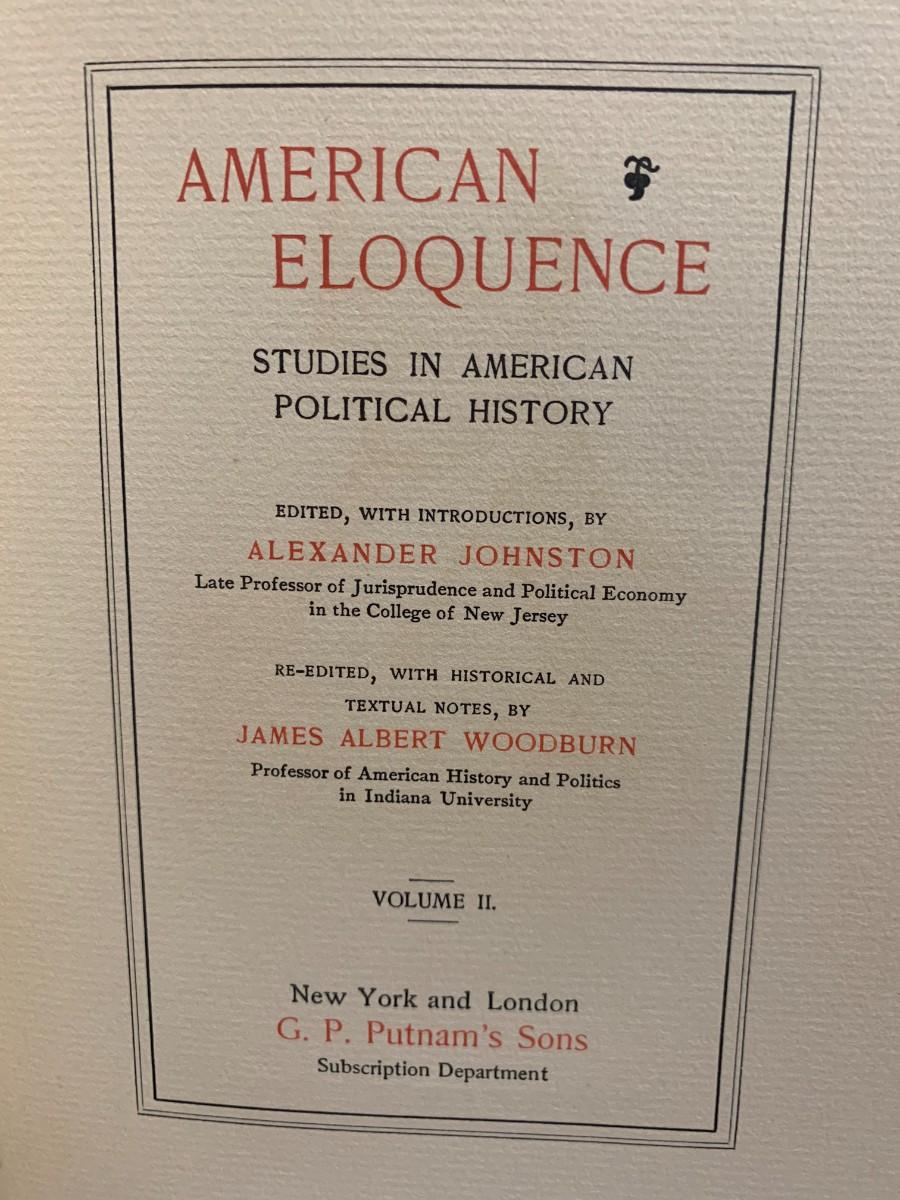 AMERICAN
ELOQUENCE
STUDIES IN AMERICAN
POLITICAL HISTORY
EDITED, WITH INTRODUCTIONS, BY
ALEXANDER JOHNSTON
Late Professor of Jurisprudence and Political Economy
in the College of New Jersey
RE-EDITED, WITH HISTORICAL AND
TEXTUAL NOTES, BY
JAMES ALBERT WOODBURN
Professor of American History and Politics
in Indiana University
VOLUME II.
New York and London
G. P. Putnam's Sons
Subscription Department